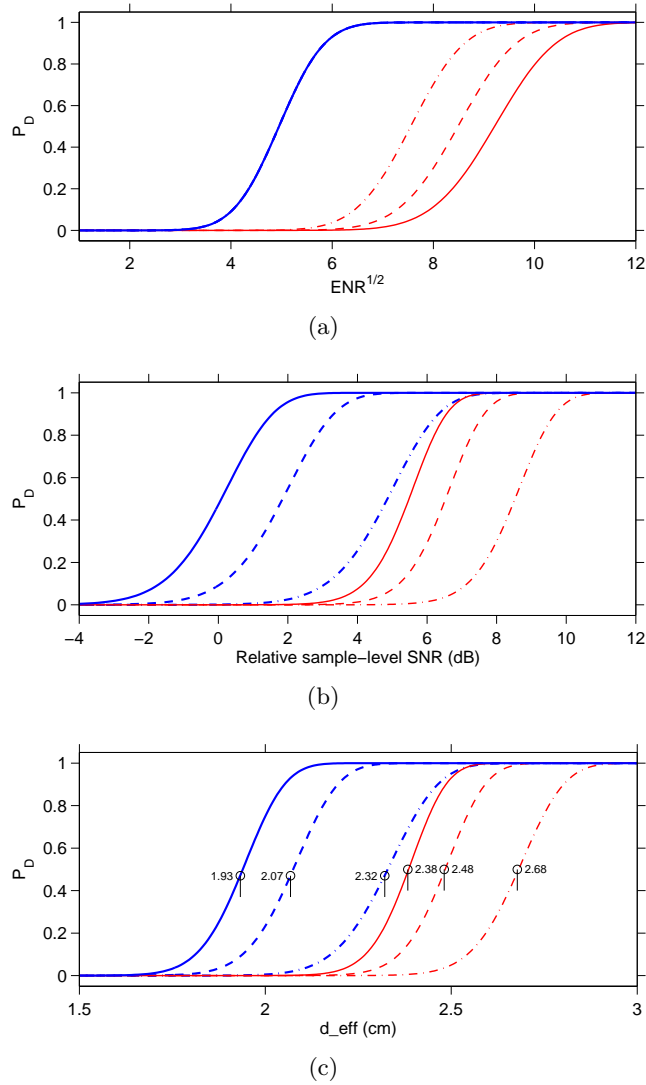 1
0.8
0.6
0.4
0.2
0
P_D
2 4 6 8 10 12
ENR^1/2
(a)
1
0.8
0.6
0.4
0.2
0
P_D
−4 −2 0 2 4 6 8 10 12
Relative sample−level SNR (dB)
(b)
1
0.8
0.6
0.4
0.2
0
P_D
1.93 2.07 2.32 2.38 2.48 2.68
1.5 2 2.5 3
d_eff (cm)
(c)